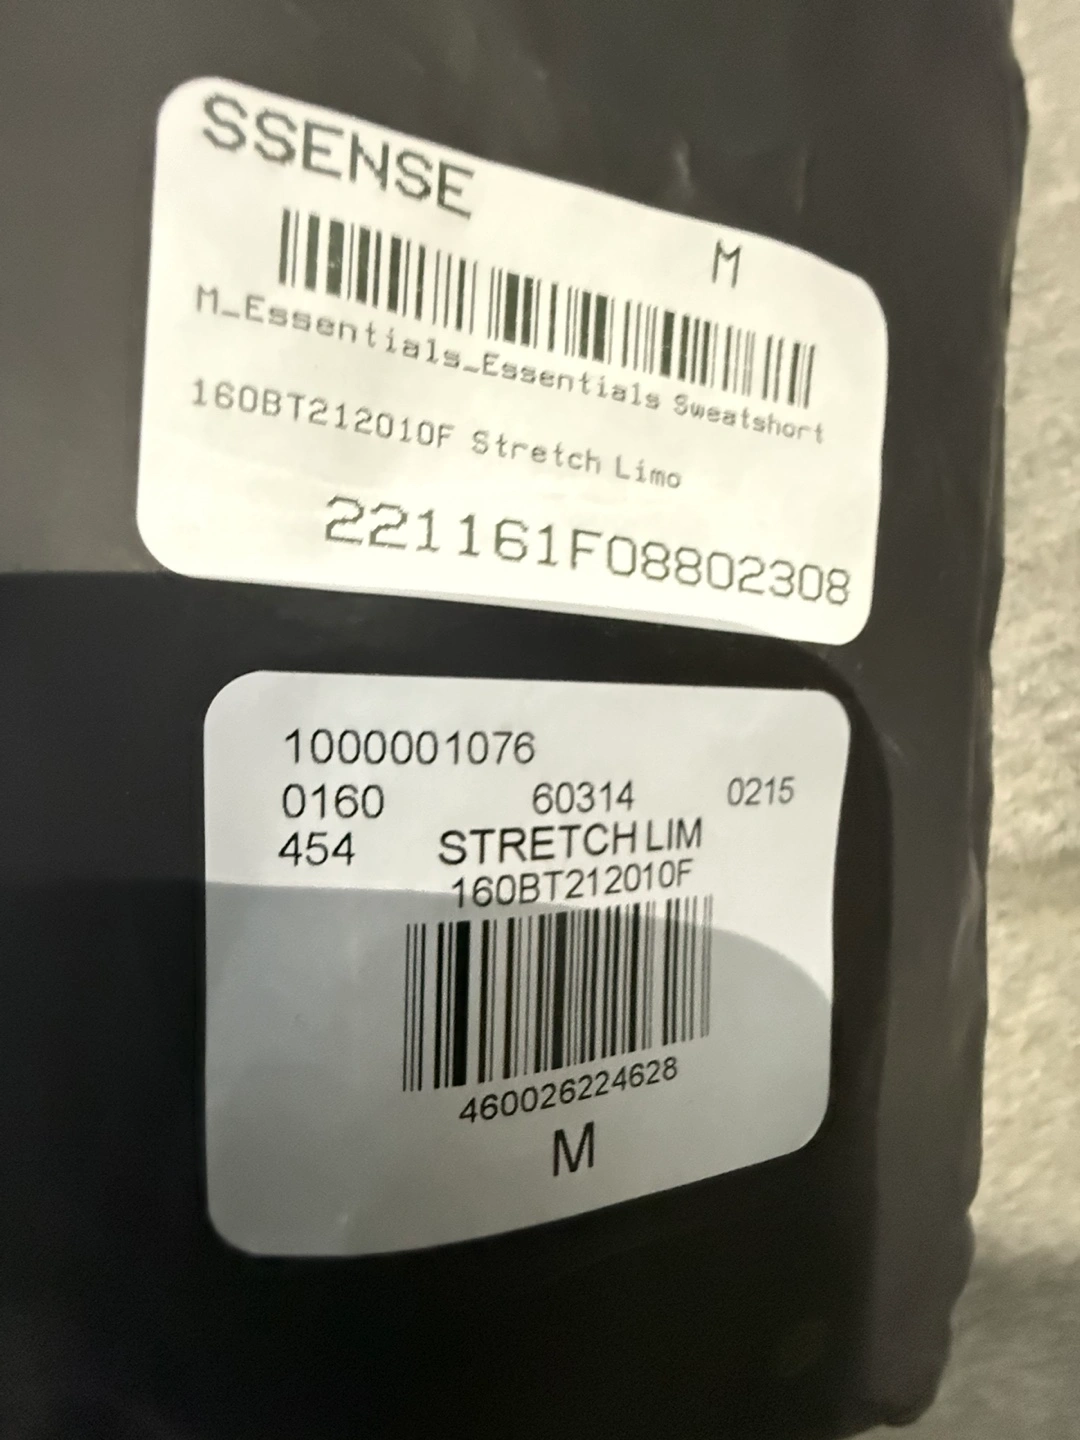 SSENSE
M
M_Essentials_Essentials Sweatshort
160BT212010F Stretch Limo
221161F08802308
1000001076
0160 60314 0215
454 STRETCH LIM
160BT212010F
460026224628
M